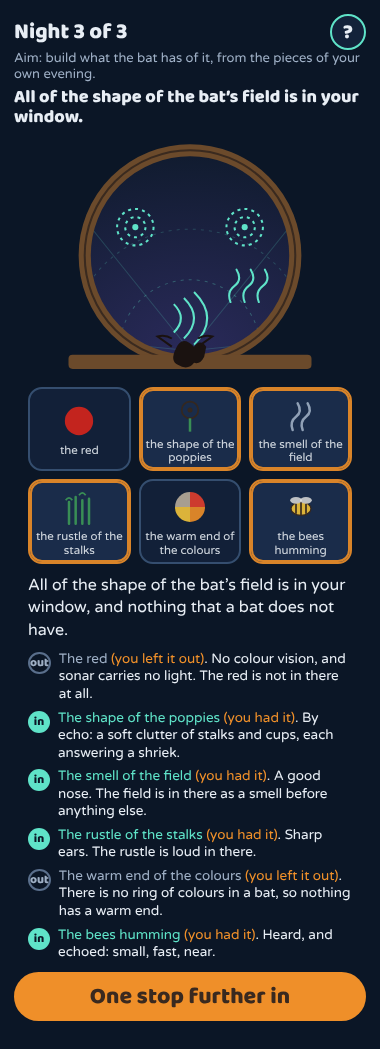 Night 3 of 3
?
Aim: build what the bat has of it, from the pieces of your
own evening.
All of the shape of the bat's field is in your
window.
the red
the shape of the
poppies
the smell of the
field
the rustle of the
stalks
the warm end of
the colours
the bees
humming
All of the shape of the bat's field is in your
window, and nothing that a bat does not
have.
out The red (you left it out). No colour vision, and
sonar carries no light. The red is not in there
at all.
in The shape of the poppies (you had it). By
echo: a soft clutter of stalks and cups, each
answering a shriek.
in The smell of the field (you had it). A good
nose. The field is in there as a smell before
anything else.
in The rustle of the stalks (you had it). Sharp
ears. The rustle is loud in there.
out The warm end of the colours (you left it out).
There is no ring of colours in a bat, so nothing
has a warm end.
in The bees humming (you had it). Heard, and
echoed: small, fast, near.
One stop further in